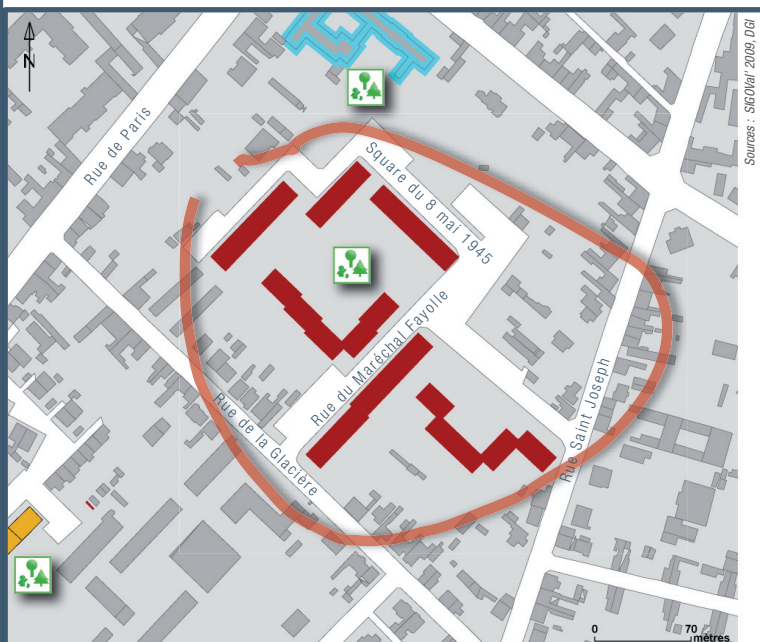 N
Sources : SIGOVal' 2009, DGI
Rue de Paris
Square du 8 mai 1945
Rue du Maréchal Fayolle
Rue de la Glacière
Rue Saint Joseph
0 70
mètres